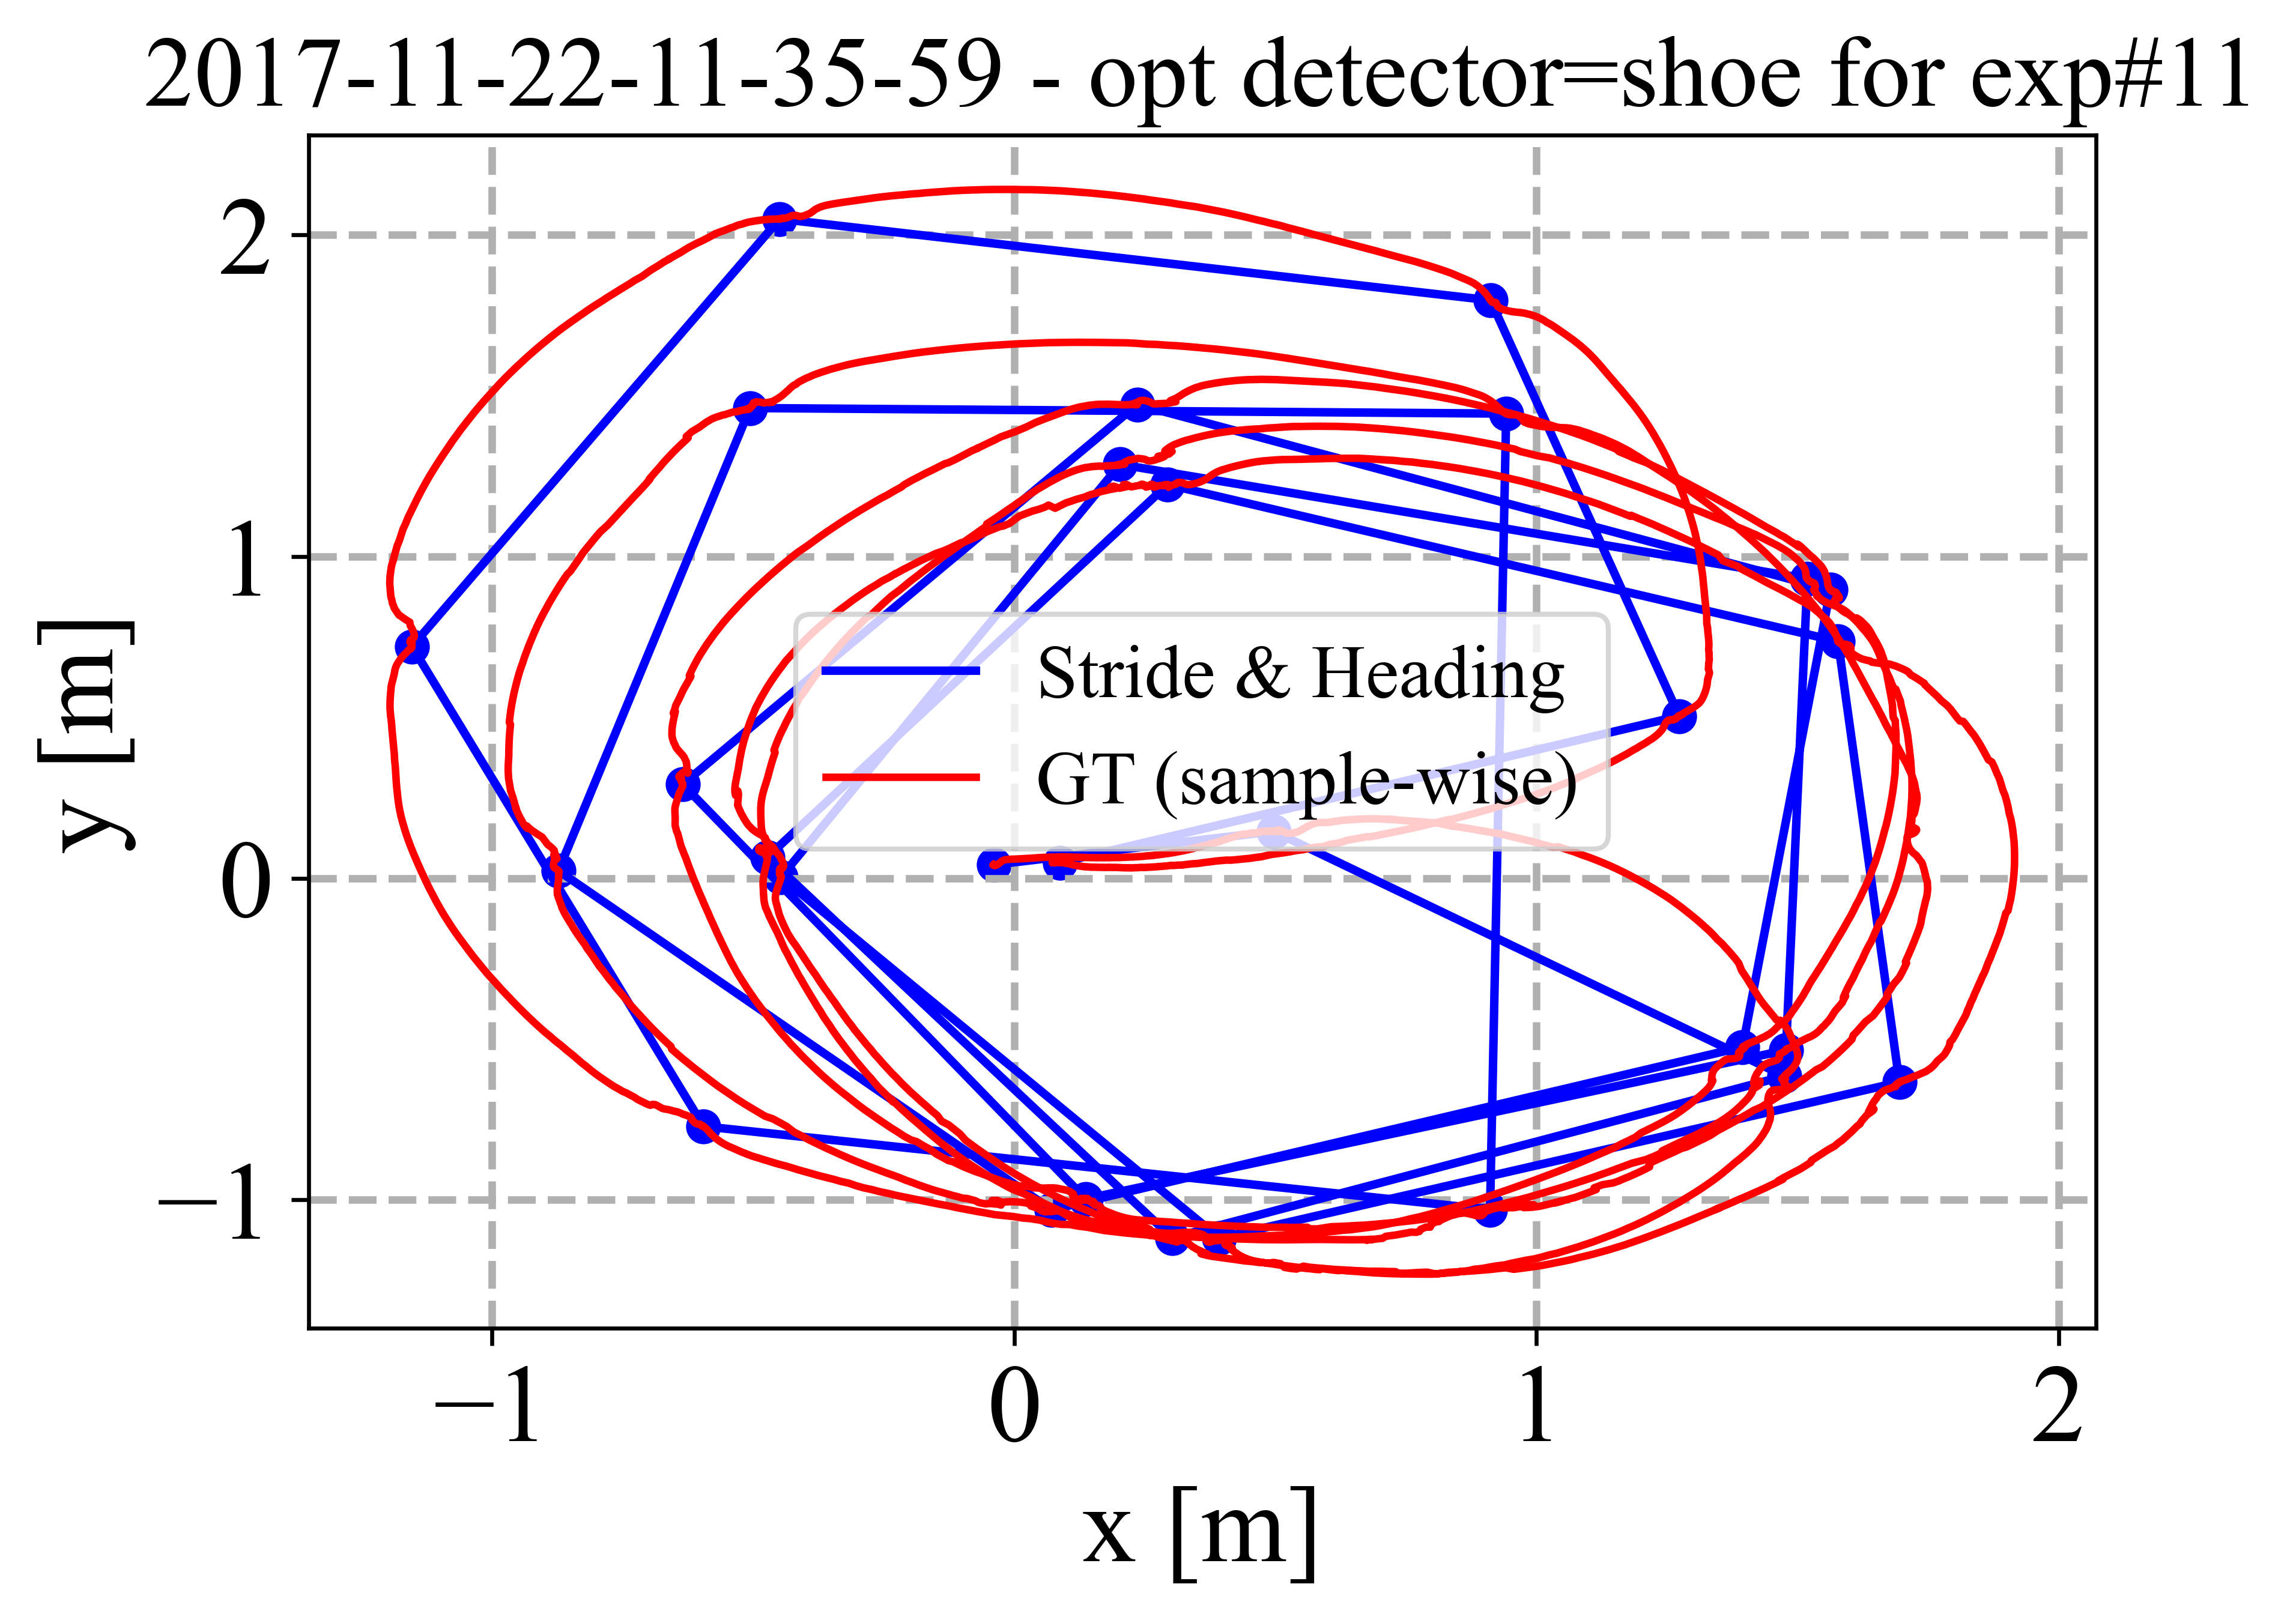 2017-11-22-11-35-59 - opt detector=shoe for exp#11
2
1
0
−1
y [m]
Stride & Heading
GT (sample-wise)
−1
0
1
2
x [m]